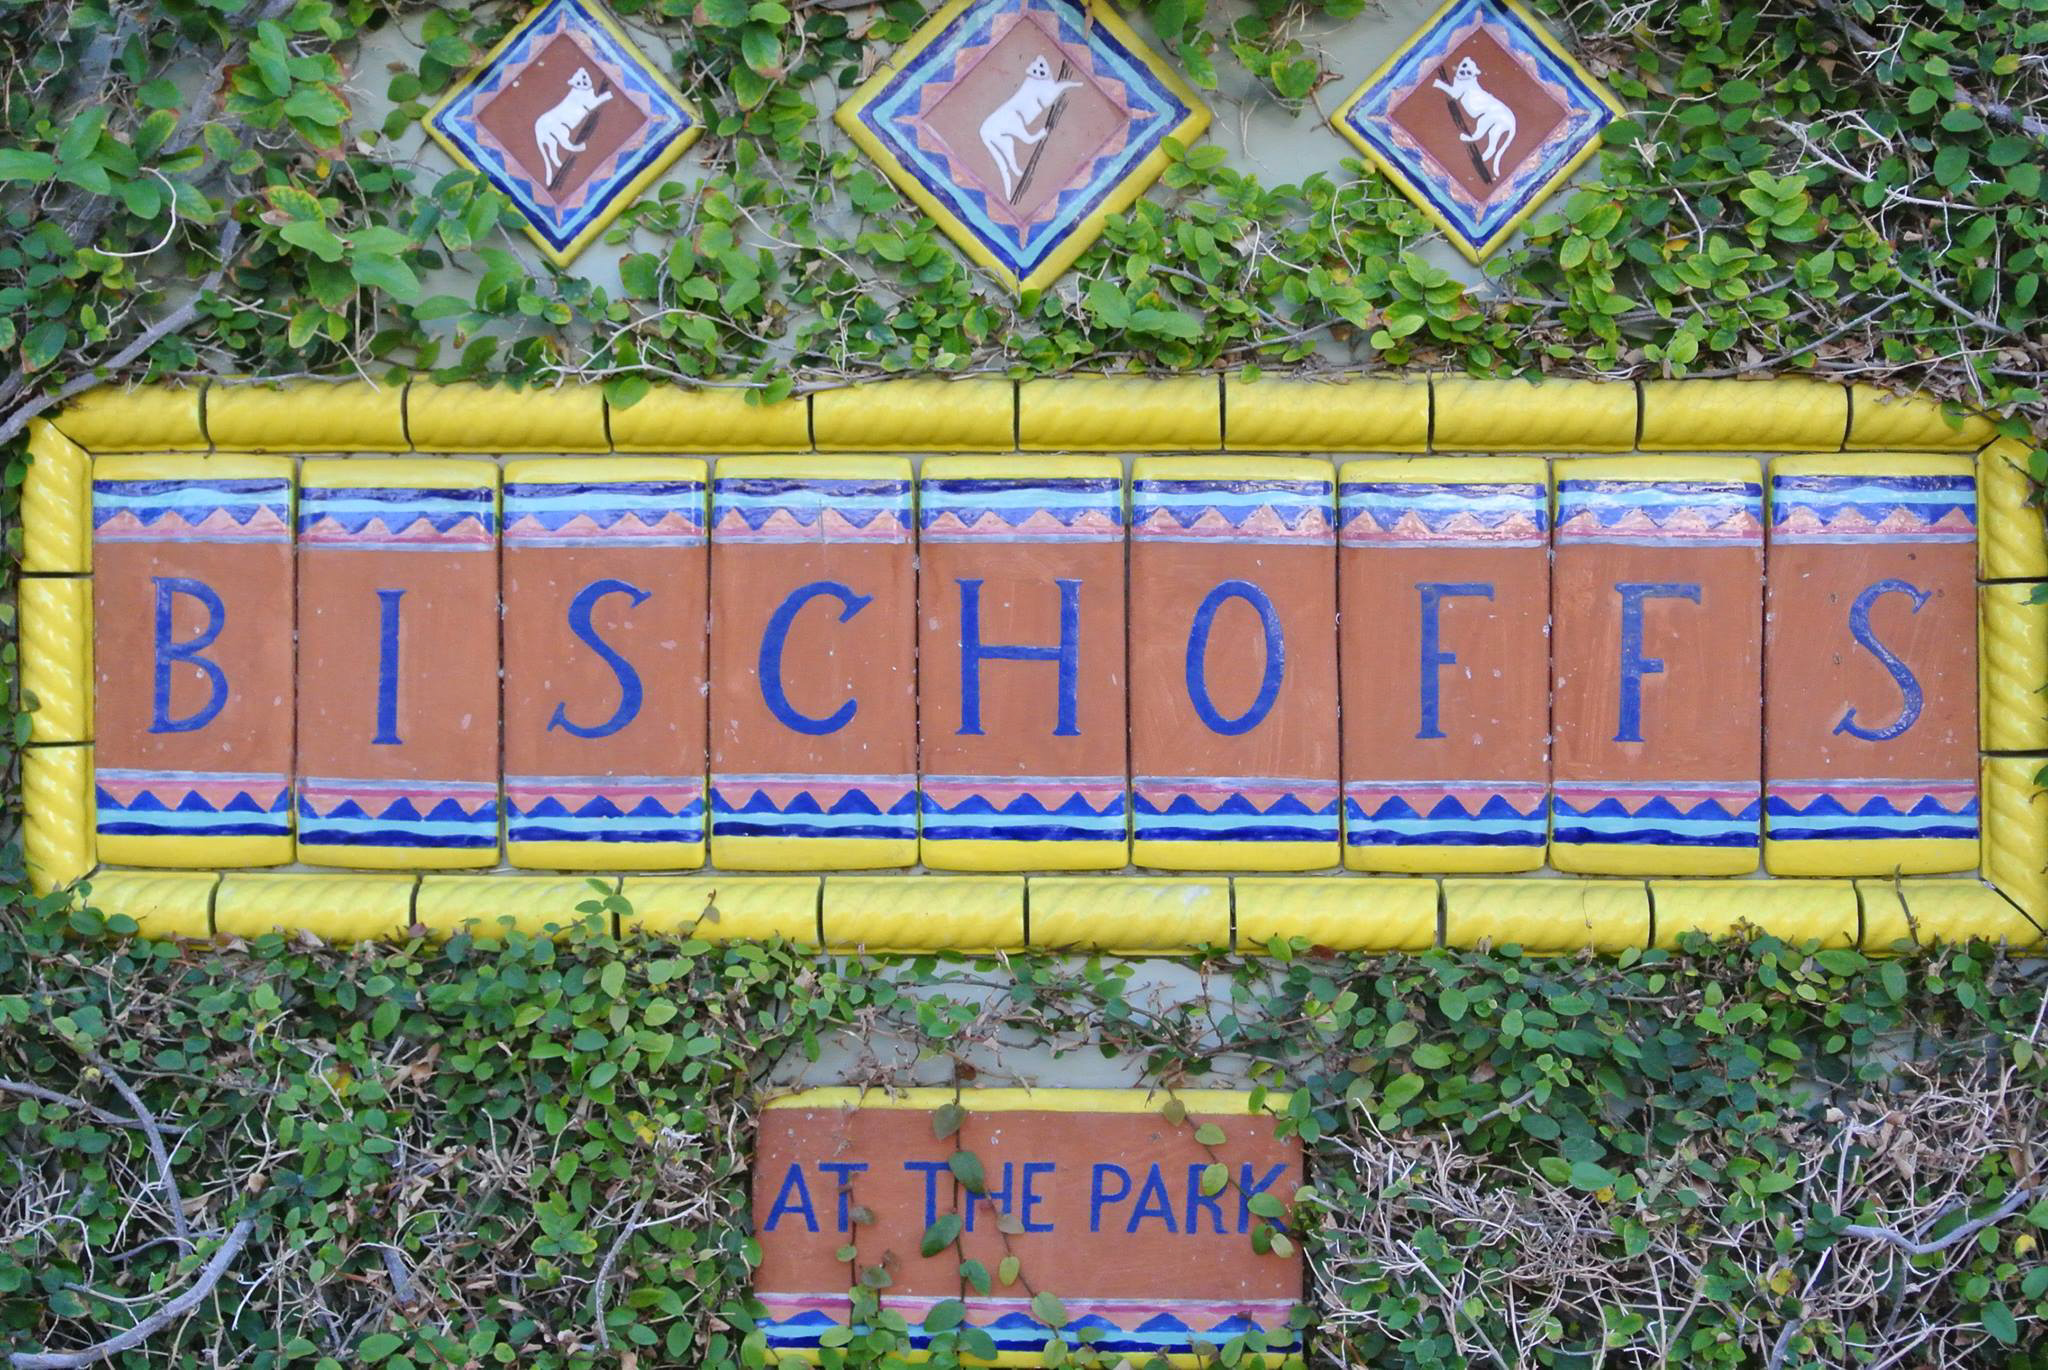 BISCHOFFS
AT THE PARK